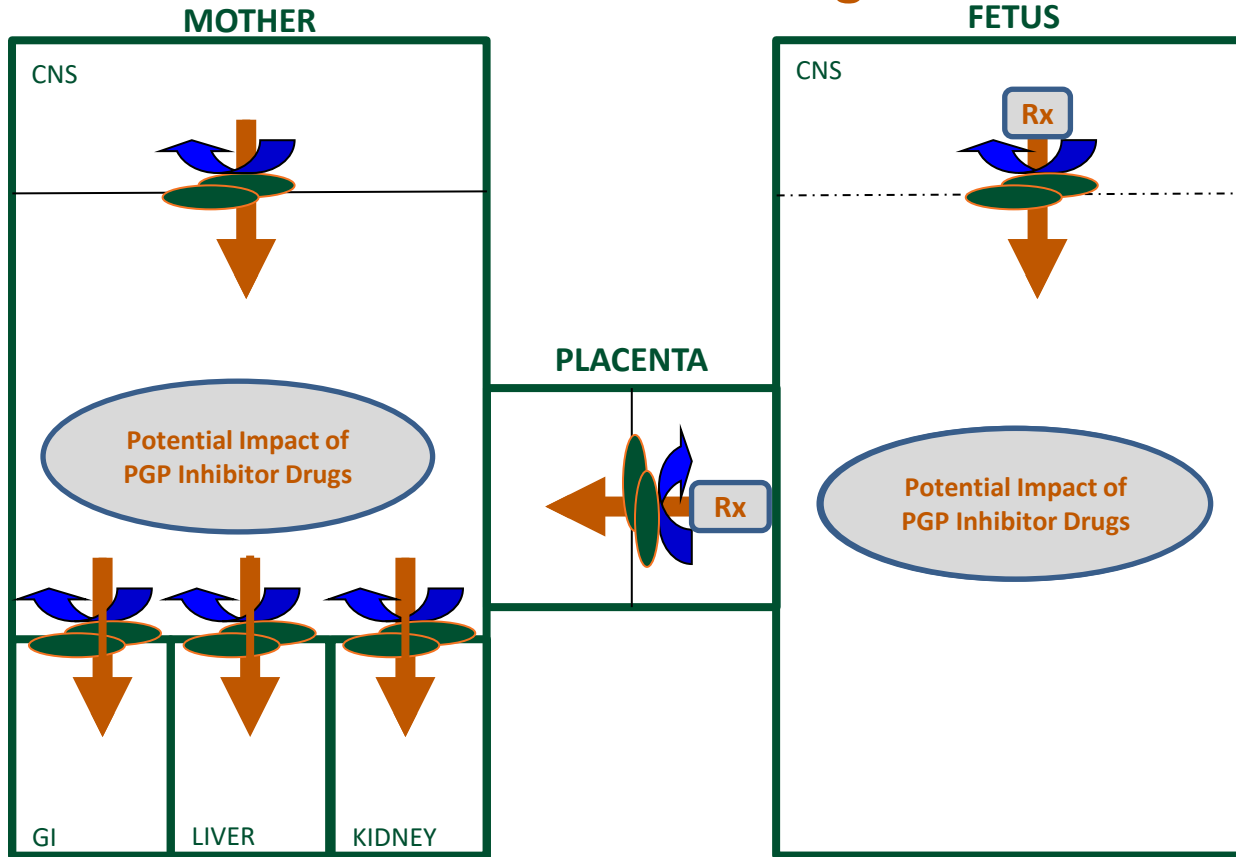 MOTHER
FETUS
CNS
CNS
Rx
PLACENTA
Potential Impact of
PGP Inhibitor Drugs
Rx
Potential Impact of
PGP Inhibitor Drugs
GI
LIVER
KIDNEY